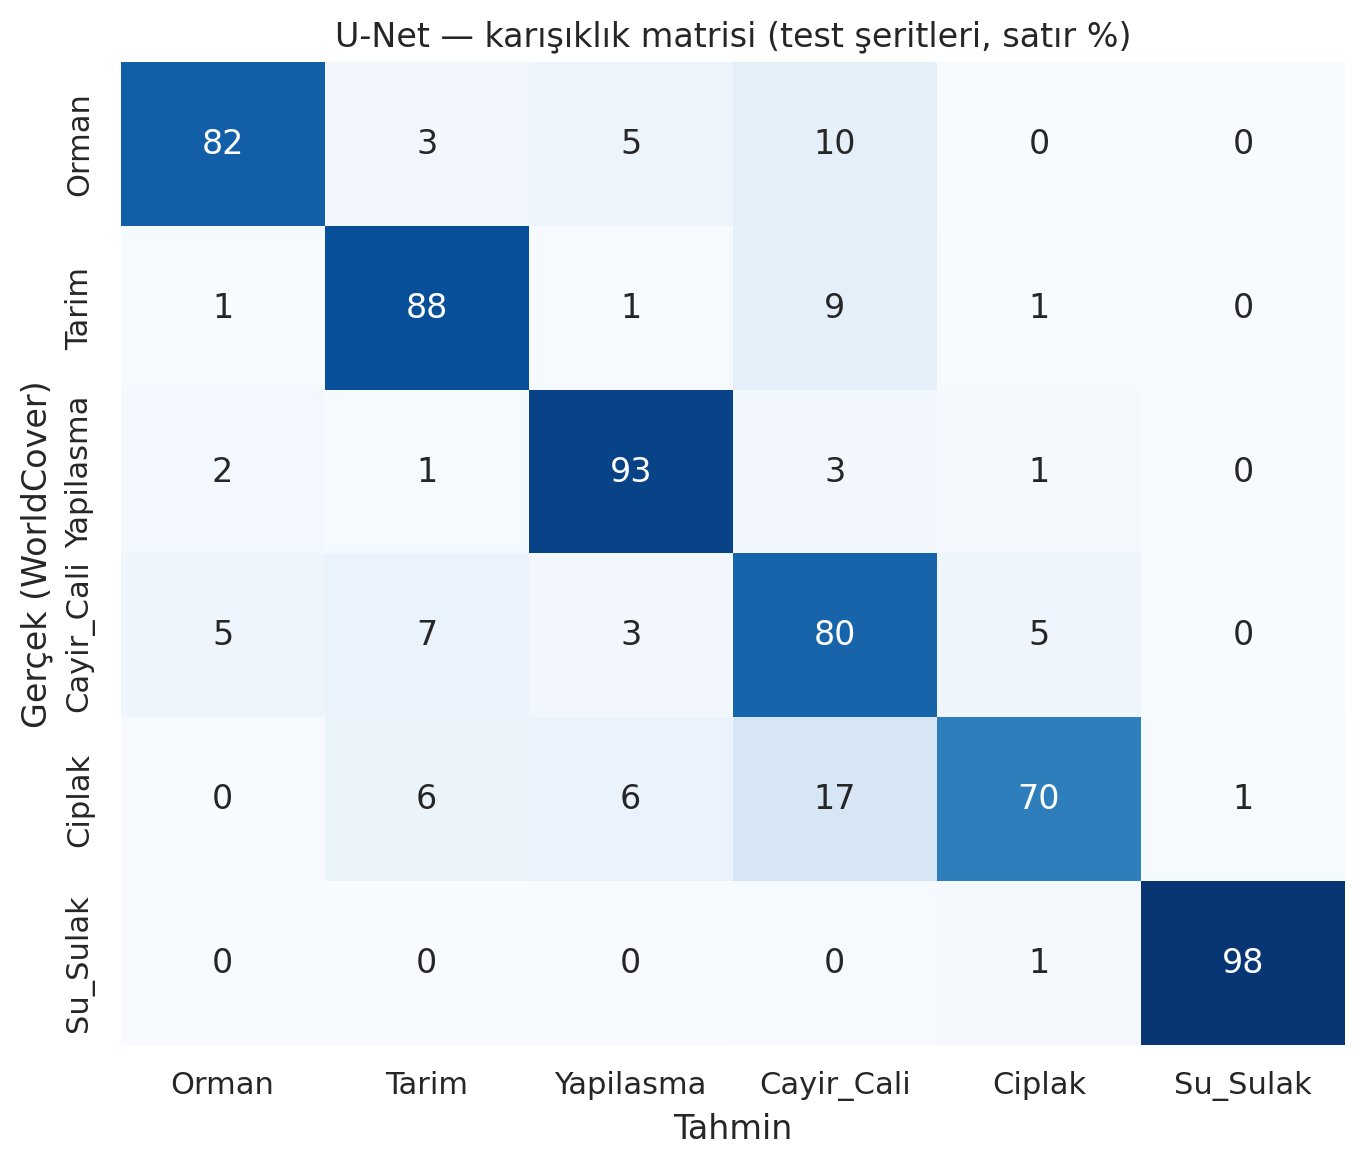 U-Net — karışıklık matrisi (test şeritleri, satır %)
Gerçek (WorldCover)
Orman 82 3 5 10 0 0
Tarim 1 88 1 9 1 0
Yapilasma 2 1 93 3 1 0
Cayir_Cali 5 7 3 80 5 0
Ciplak 0 6 6 17 70 1
Su_Sulak 0 0 0 0 1 98
Orman Tarim Yapilasma Cayir_Cali Ciplak Su_Sulak
Tahmin